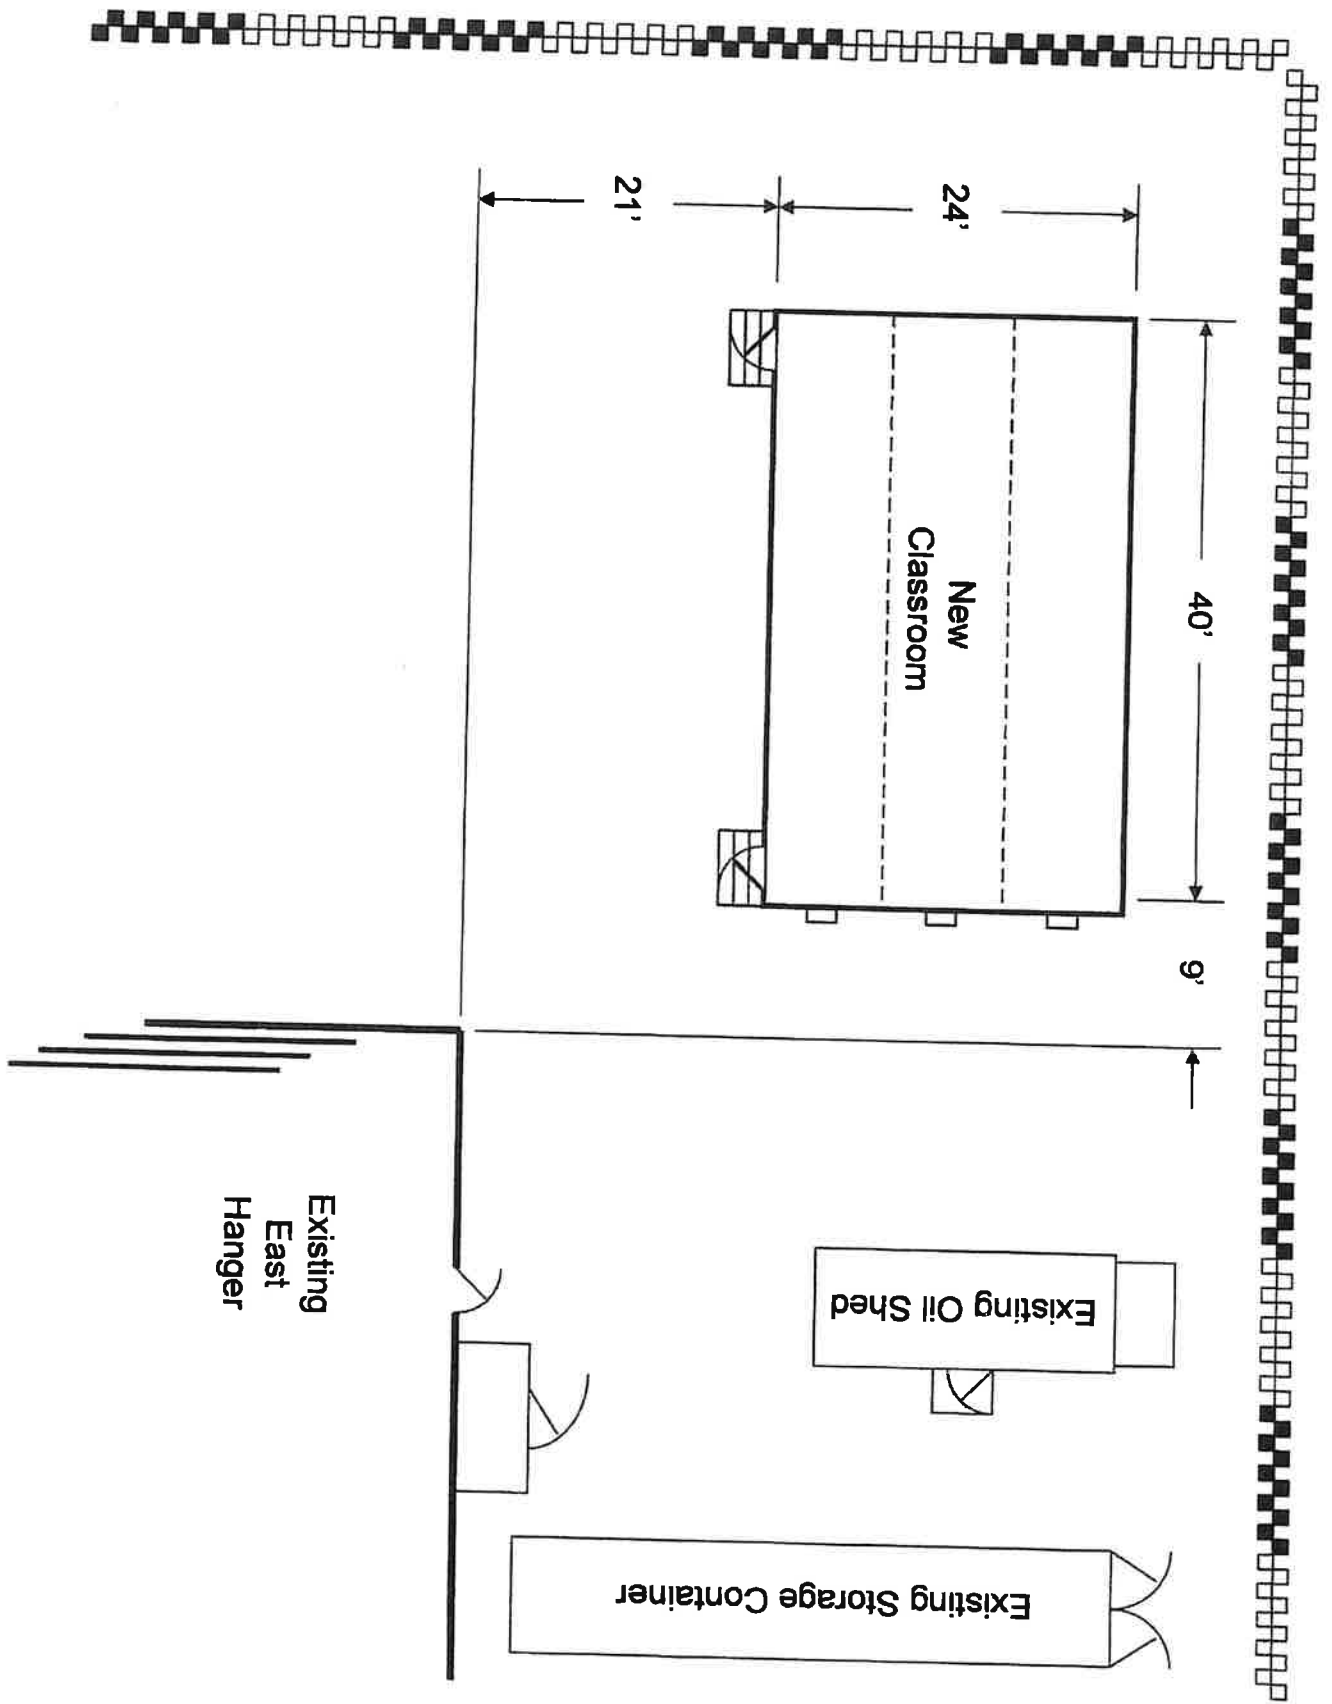 40'
9'
24'
21'
New
Classroom
Existing Oil Shed
Existing Storage Container
Existing
East
Hanger